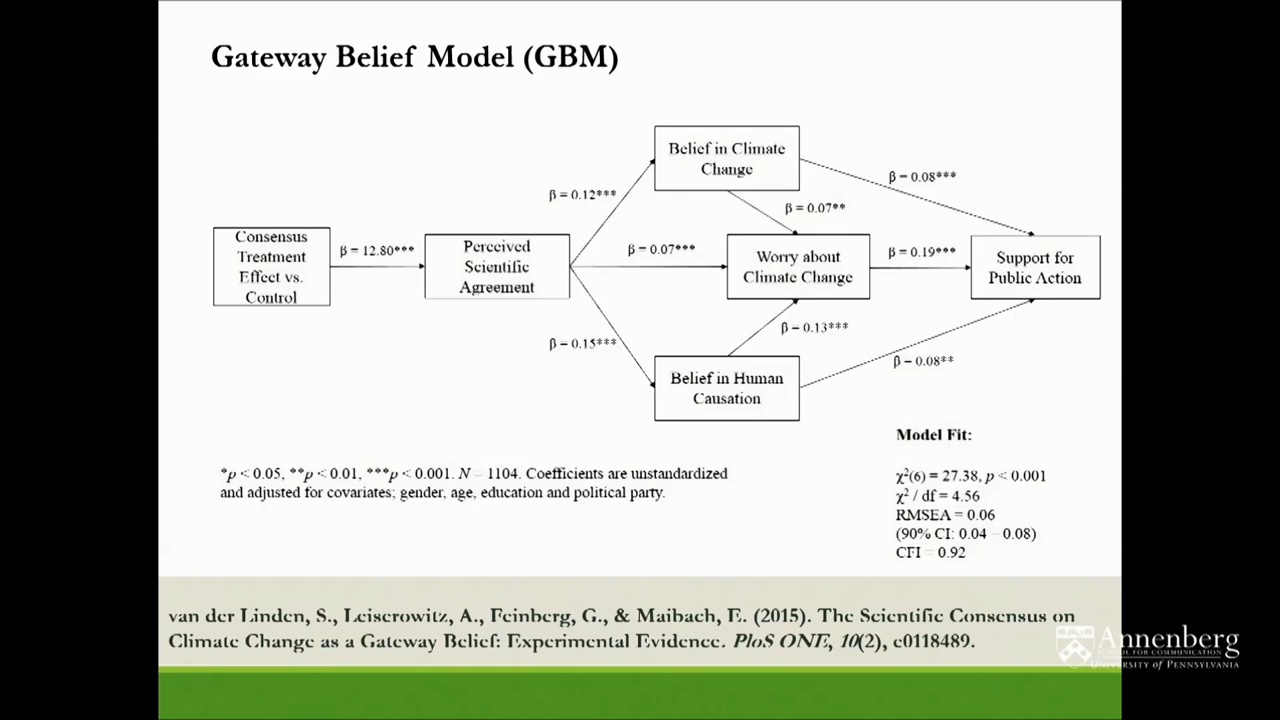 Gateway Belief Model (GBM)
Belief in Climate
Change
β = 0.12***
β = 0.08***
β = 0.07**
Consensus
Treatment
Effect vs.
Control
β = 12.80***
Perceived
Scientific
Agreement
β = 0.07***
Worry about
Climate Change
β = 0.19***
Support for
Public Action
β = 0.15***
β = 0.13***
β = 0.08**
Belief in Human
Causation
Model Fit:
χ²(6) = 27.38, p < 0.001
χ² / df = 4.56
RMSEA = 0.06
(90% CI: 0.04 – 0.08)
CFI = 0.92
*p < 0.05, **p < 0.01, ***p < 0.001. N = 1104. Coefficients are unstandardized
and adjusted for covariates; gender, age, education and political party.
van der Linden, S., Leiserowitz, A., Feinberg, G., & Maibach, E. (2015). The Scientific Consensus on
Climate Change as a Gateway Belief: Experimental Evidence. PloS ONE, 10(2), e0118489.
Annenberg
SCHOOL FOR COMMUNICATION
UNIVERSITY of PENNSYLVANIA